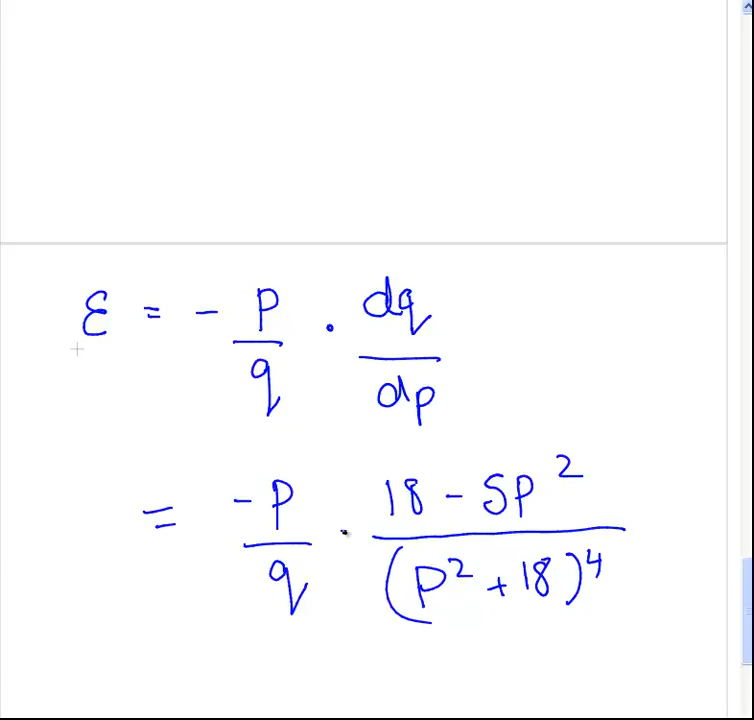 ε = - p/q · dq/dp
= -p/q · 18 - 5p²/(p² + 18)⁴